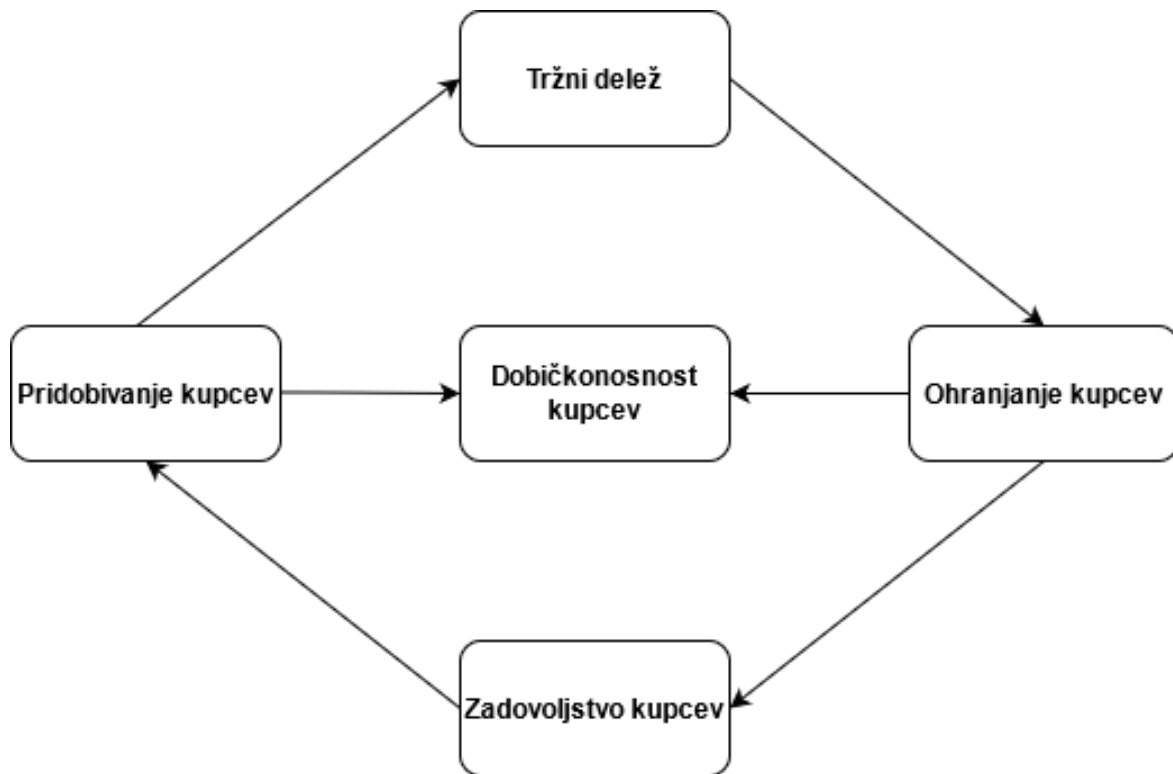 Tržni delež
Pridobivanje kupcev
Dobičkonosnost
kupcev
Ohranjanje kupcev
Zadovoljstvo kupcev